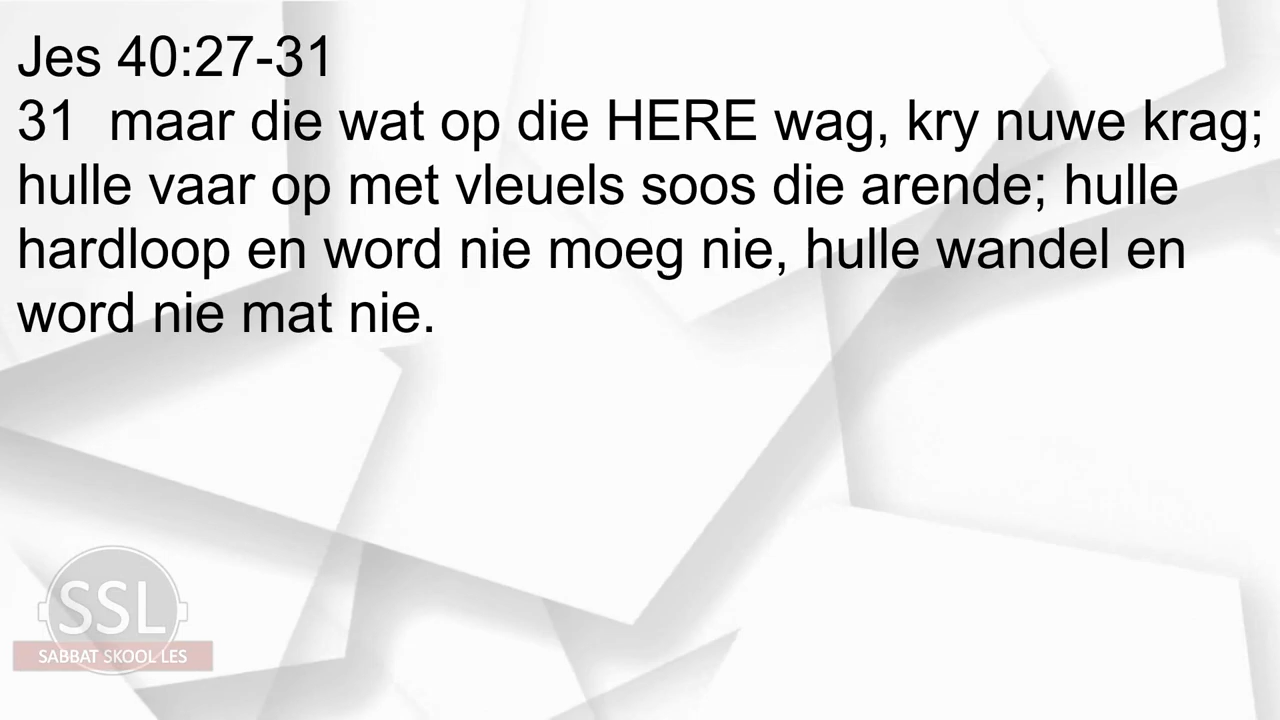 Jes 40:27-31
31 maar die wat op die HERE wag, kry nuwe krag;
hulle vaar op met vleuels soos die arende; hulle
hardloop en word nie moeg nie, hulle wandel en
word nie mat nie.
SSL
SABBAT SKOOL LES